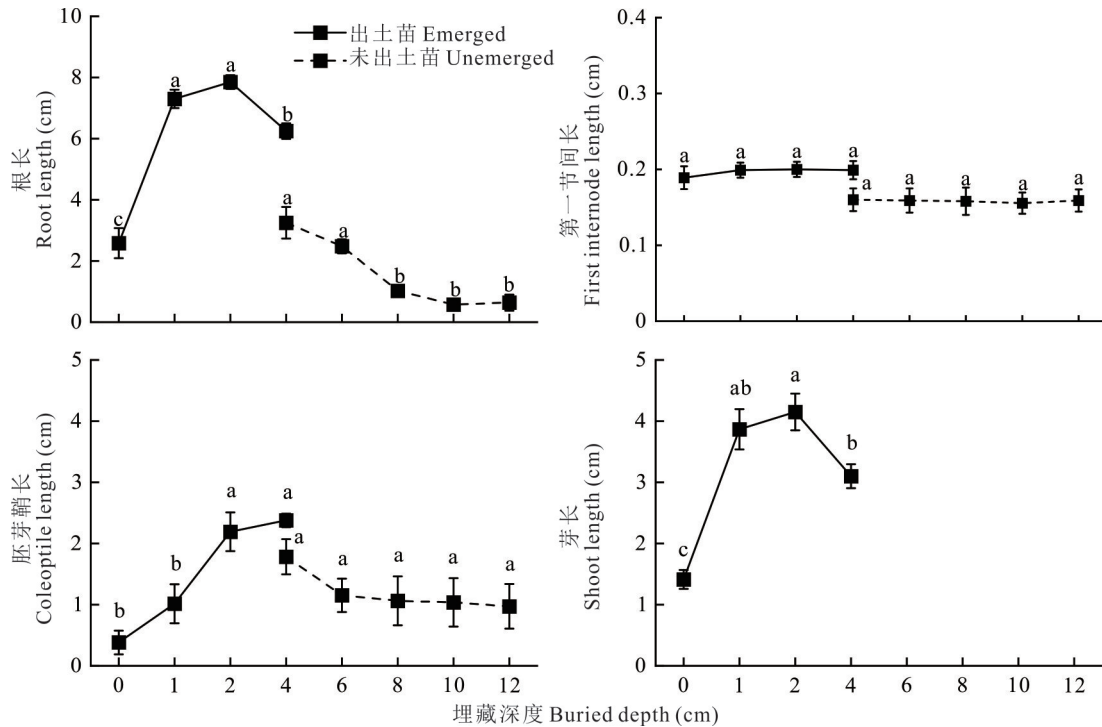 10
8
6
4
2
0
根长
Root length (cm)
出土苗 Emerged
未出土苗 Unemerged
c
a
a
b
a
a
b
b
b
0.4
0.3
0.2
0.1
0
第一节间长
First internode length (cm)
a
a
a
a
a
a
a
a
a
5
4
3
2
1
0
胚芽鞘长
Coleoptile length (cm)
b
b
a
a
a
a
a
a
a
0 1 2 4 6 8 10 12
5
4
3
2
1
0
芽长
Shoot length (cm)
c
ab
a
b
0 1 2 4 6 8 10 12
埋藏深度 Buried depth (cm)